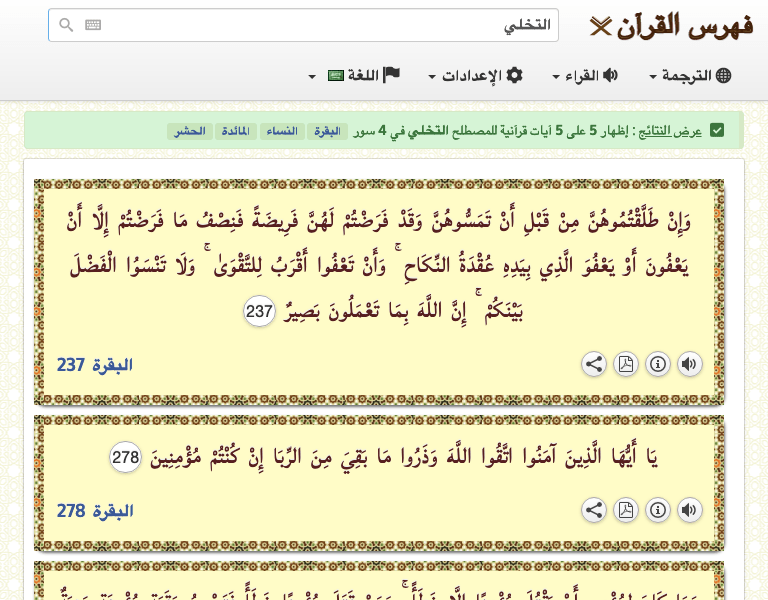 فهرس القرآن
التخلي
الترجمة
القراء
الإعدادات
اللغة
عرض النتائج : إظهار 5 على 5 آيات قرآنية للمصطلح التخلي في 4 سور البقرة النساء المائدة الحشر
وَإِنْ طَلَّقْتُمُوهُنَّ مِنْ قَبْلِ أَنْ تَمَسُّوهُنَّ وَقَدْ فَرَضْتُمْ لَهُنَّ فَرِيضَةً فَنِصْفُ مَا فَرَضْتُمْ إِلَّا أَنْ
يَعْفُونَ أَوْ يَعْفُوَ الَّذِي بِيَدِهِ عُقْدَةُ النِّكَاحِ ۚ وَأَنْ تَعْفُوا أَقْرَبُ لِلتَّقْوَىٰ ۚ وَلَا تَنْسَوُا الْفَضْلَ
بَيْنَكُمْ ۚ إِنَّ اللَّهَ بِمَا تَعْمَلُونَ بَصِيرٌ 237
البقرة 237
يَا أَيُّهَا الَّذِينَ آمَنُوا اتَّقُوا اللَّهَ وَذَرُوا مَا بَقِيَ مِنَ الرِّبَا إِنْ كُنْتُمْ مُؤْمِنِينَ 278
البقرة 278